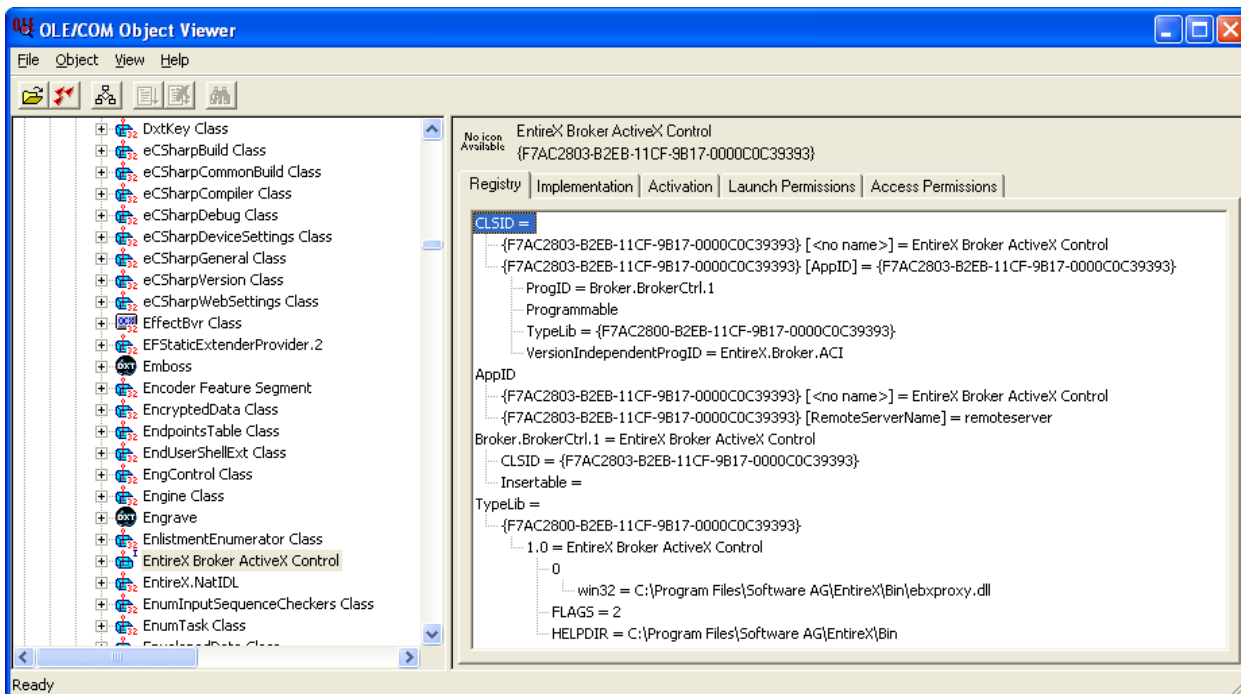 OLE/COM Object Viewer
File Object View Help
DxtKey Class
eCSharpBuild Class
eCSharpCommonBuild Class
eCSharpCompiler Class
eCSharpDebug Class
eCSharpDeviceSettings Class
eCSharpGeneral Class
eCSharpVersion Class
eCSharpWebSettings Class
EffectBvr Class
EFStaticExtenderProvider.2
Emboss
Encoder Feature Segment
EncryptedData Class
EndpointsTable Class
EndUserShellExt Class
EngControl Class
Engine Class
Engrave
EnlistmentEnumerator Class
EntireX Broker ActiveX Control
EntireX.NatIDL
EnumInputSequenceCheckers Class
EnumTask Class
No icon
Available
EntireX Broker ActiveX Control
{F7AC2803-B2EB-11CF-9B17-0000C0C39393}
Registry Implementation Activation Launch Permissions Access Permissions
CLSID =
{F7AC2803-B2EB-11CF-9B17-0000C0C39393} [<no name>] = EntireX Broker ActiveX Control
{F7AC2803-B2EB-11CF-9B17-0000C0C39393} [AppID] = {F7AC2803-B2EB-11CF-9B17-0000C0C39393}
ProgID = Broker.BrokerCtrl.1
Programmable
TypeLib = {F7AC2800-B2EB-11CF-9B17-0000C0C39393}
VersionIndependentProgID = EntireX.Broker.ACI
AppID
{F7AC2803-B2EB-11CF-9B17-0000C0C39393} [<no name>] = EntireX Broker ActiveX Control
{F7AC2803-B2EB-11CF-9B17-0000C0C39393} [RemoteServerName] = remoteserver
Broker.BrokerCtrl.1 = EntireX Broker ActiveX Control
CLSID = {F7AC2803-B2EB-11CF-9B17-0000C0C39393}
Insertable =
TypeLib =
{F7AC2800-B2EB-11CF-9B17-0000C0C39393}
1.0 = EntireX Broker ActiveX Control
0
win32 = C:\Program Files\Software AG\EntireX\Bin\ebxproxy.dll
FLAGS = 2
HELPDIR = C:\Program Files\Software AG\EntireX\Bin
Ready